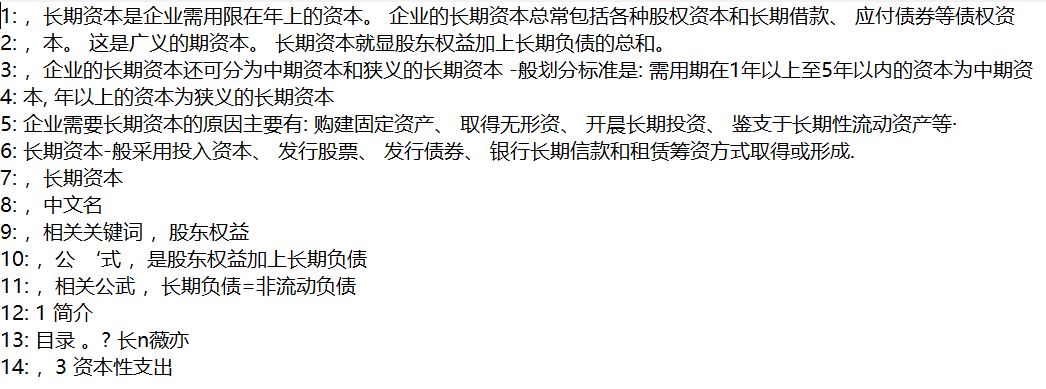 1: ，长期资本是企业需用限在年上的资本。 企业的长期资本总常包括各种股权资本和长期借款、 应付债券等债权资
2: ，本。 这是广义的期资本。 长期资本就显股东权益加上长期负债的总和。
3: ，企业的长期资本还可分为中期资本和狭义的长期资本 -般划分标准是: 需用期在1年以上至5年以内的资本为中期资
4: 本, 年以上的资本为狭义的长期资本
5: 企业需要长期资本的原因主要有: 购建固定资产、 取得无形资、 开晨长期投资、 鉴支于长期性流动资产等·
6: 长期资本-般采用投入资本、 发行股票、 发行债券、 银行长期信款和租赁筹资方式取得或形成.
7: ，长期资本
8: ，中文名
9: ，相关关键词 ，股东权益
10: ，公 ‘式 ，是股东权益加上长期负债
11: ，相关公武 ，长期负债=非流动负债
12: 1 简介
13: 目录 。? 长n薇亦
14: ，3 资本性支出